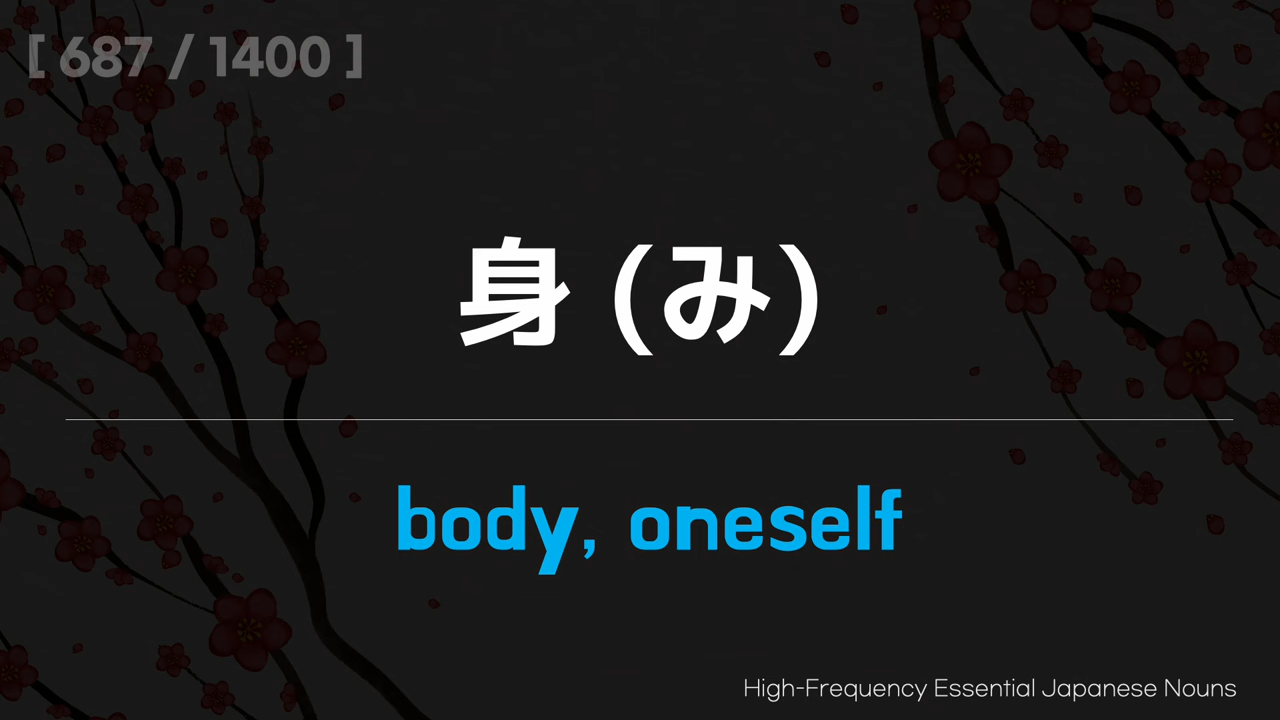 [ 687 / 1400 ]
身 (み)
body, oneself
High-Frequency Essential Japanese Nouns